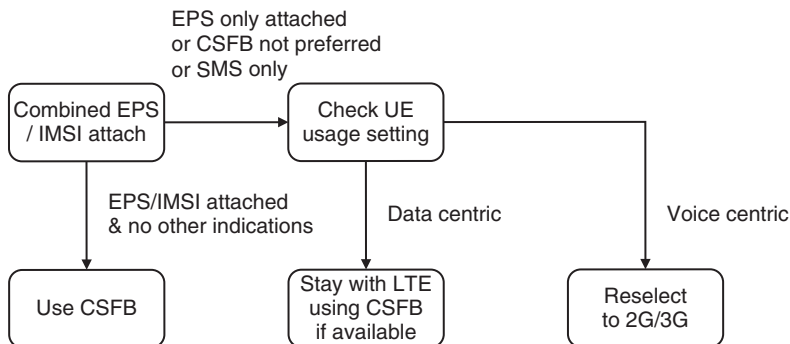 EPS only attached
or CSFB not preferred
or SMS only
Combined EPS
/ IMSI attach
Check UE
usage setting
EPS/IMSI attached
& no other indications
Data centric
Voice centric
Use CSFB
Stay with LTE
using CSFB
if available
Reselect
to 2G/3G